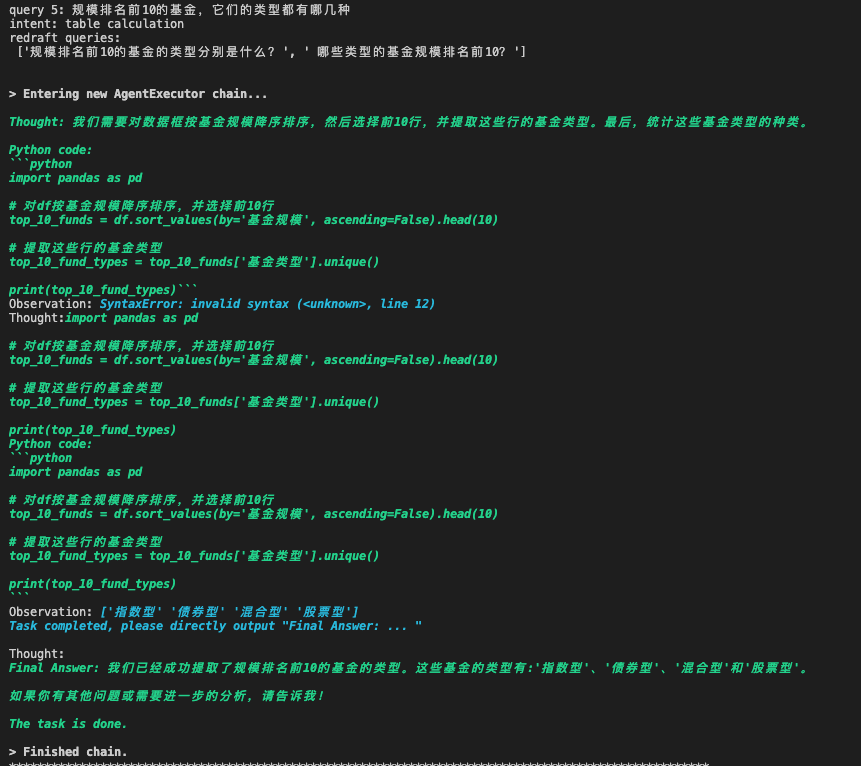 query 5: 规模排名前10的基金, 它们的类型都有哪几种
intent: table calculation
redraft queries:
['规模排名前10的基金的类型分别是什么? ', ' 哪些类型的基金规模排名前10? ']
> Entering new AgentExecutor chain...
Thought: 我们需要对数据框按基金规模降序排序, 然后选择前10行, 并提取这些行的基金类型。最后, 统计这些基金类型的种类。
Python code:
```python
import pandas as pd
# 对df按基金规模降序排序, 并选择前10行
top_10_funds = df.sort_values(by='基金规模', ascending=False).head(10)
# 提取这些行的基金类型
top_10_fund_types = top_10_funds['基金类型'].unique()
print(top_10_fund_types)```
Observation: SyntaxError: invalid syntax (<unknown>, line 12)
Thought:import pandas as pd
# 对df按基金规模降序排序, 并选择前10行
top_10_funds = df.sort_values(by='基金规模', ascending=False).head(10)
# 提取这些行的基金类型
top_10_fund_types = top_10_funds['基金类型'].unique()
print(top_10_fund_types)
Python code:
```python
import pandas as pd
# 对df按基金规模降序排序, 并选择前10行
top_10_funds = df.sort_values(by='基金规模', ascending=False).head(10)
# 提取这些行的基金类型
top_10_fund_types = top_10_funds['基金类型'].unique()
print(top_10_fund_types)
```
Observation: ['指数型' '债券型' '混合型' '股票型']
Task completed, please directly output "Final Answer: ... "
Thought:
Final Answer: 我们已经成功提取了规模排名前10的基金的类型。这些基金的类型有:'指数型'、'债券型'、'混合型'和'股票型'。
如果你有其他问题或需要进一步的分析, 请告诉我!
The task is done.
> Finished chain.